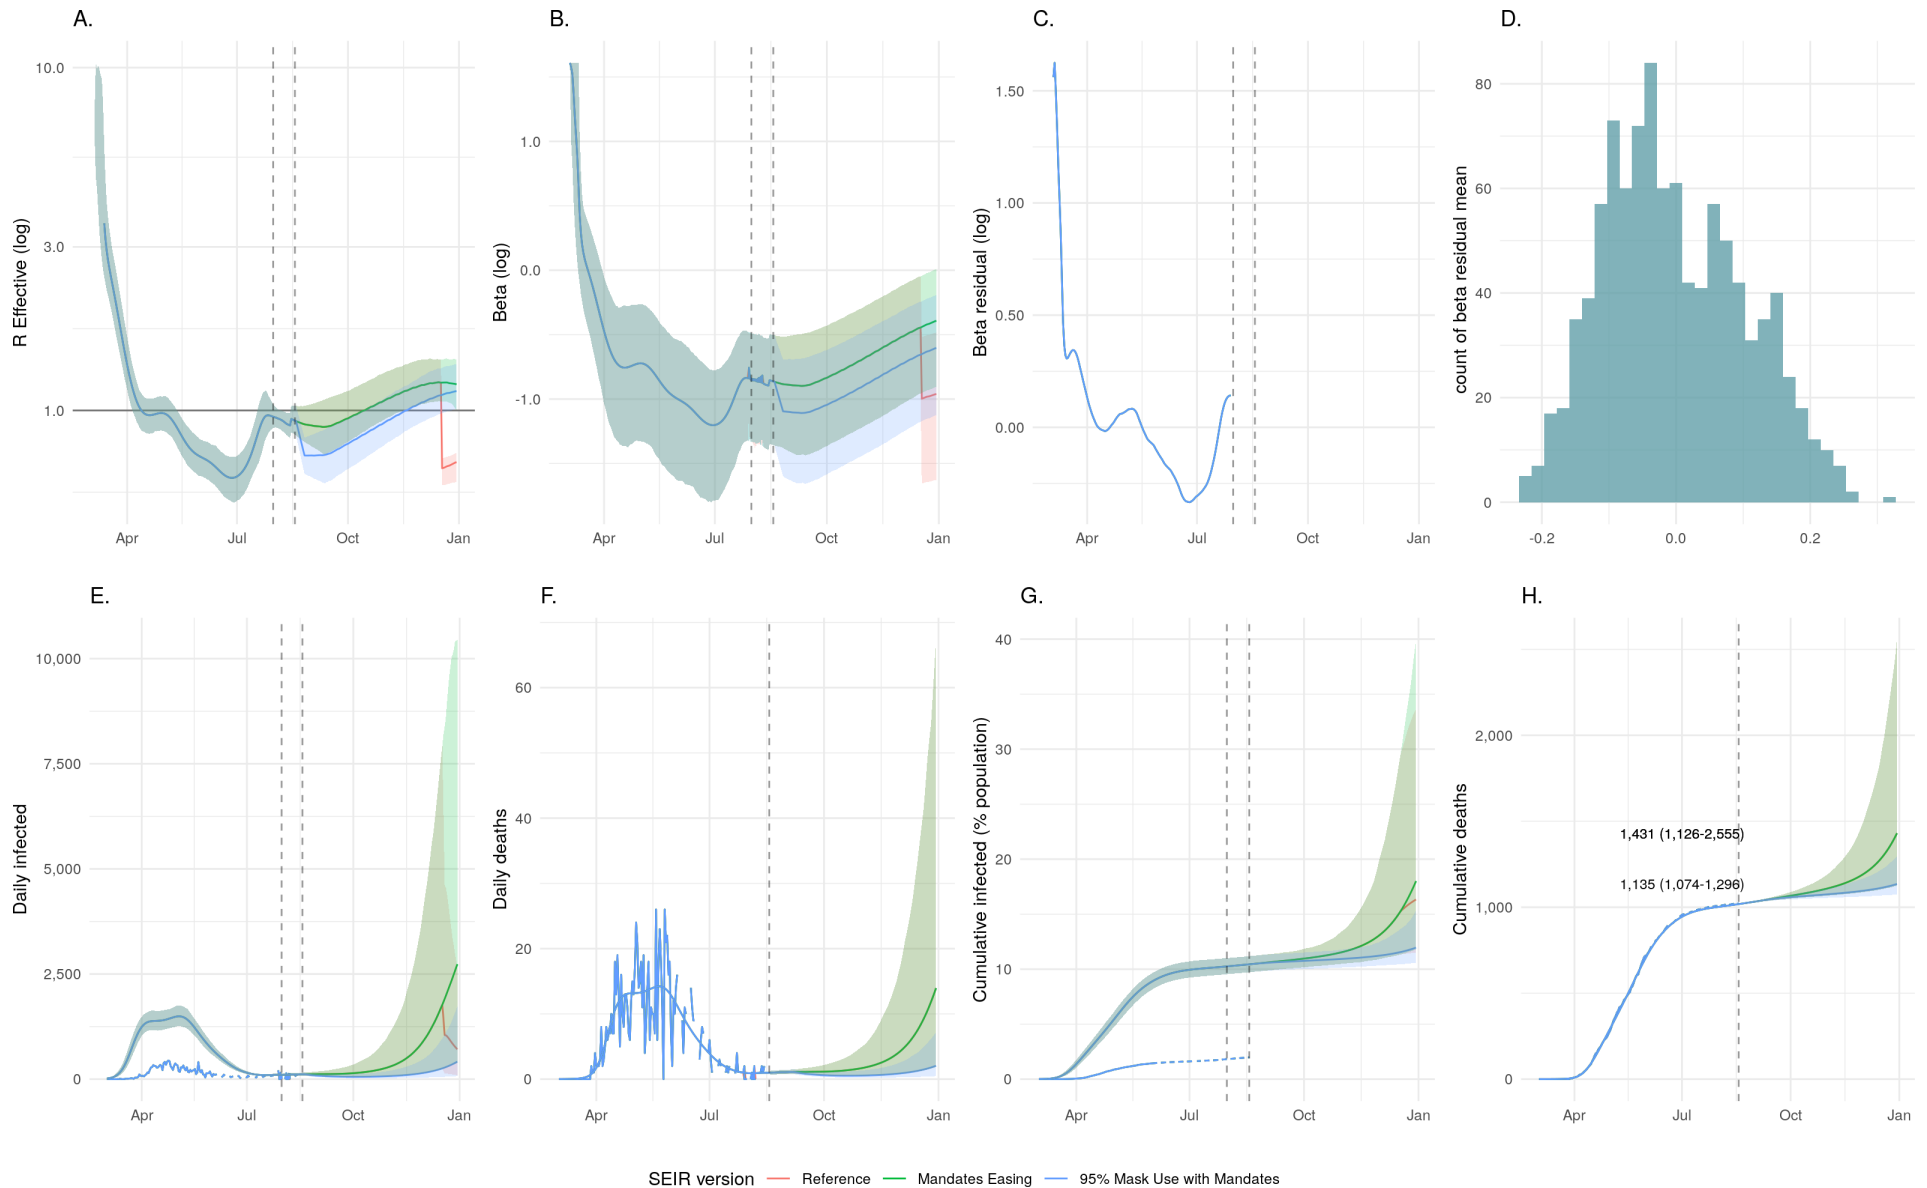 A.
R Effective (log)
10.0
3.0
1.0
Apr Jul Oct Jan
B.
Beta (log)
1.0
0.0
-1.0
Apr Jul Oct Jan
C.
Beta residual (log)
1.50
1.00
0.50
0.00
Apr Jul Oct Jan
D.
count of beta residual mean
80
60
40
20
0
-0.2 0.0 0.2
E.
Daily infected
10,000
7,500
5,000
2,500
0
Apr Jul Oct Jan
F.
Daily deaths
60
40
20
0
Apr Jul Oct Jan
G.
Cumulative infected (% population)
40
30
20
10
0
Apr Jul Oct Jan
H.
Cumulative deaths
2,000
1,000
0
1,431 (1,126-2,555)
1,135 (1,074-1,296)
Apr Jul Oct Jan
SEIR version Reference Mandates Easing 95% Mask Use with Mandates